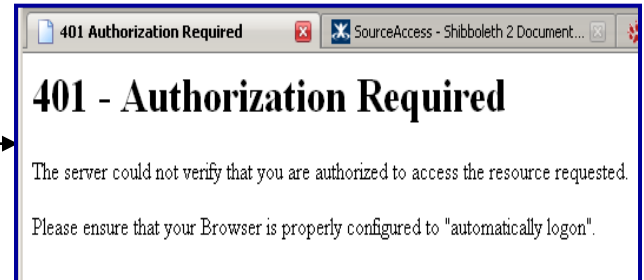 401 Authorization Required
SourceAccess - Shibboleth 2 Document...
401 - Authorization Required
The server could not verify that you are authorized to access the resource requested.
Please ensure that your Browser is properly configured to "automatically logon".